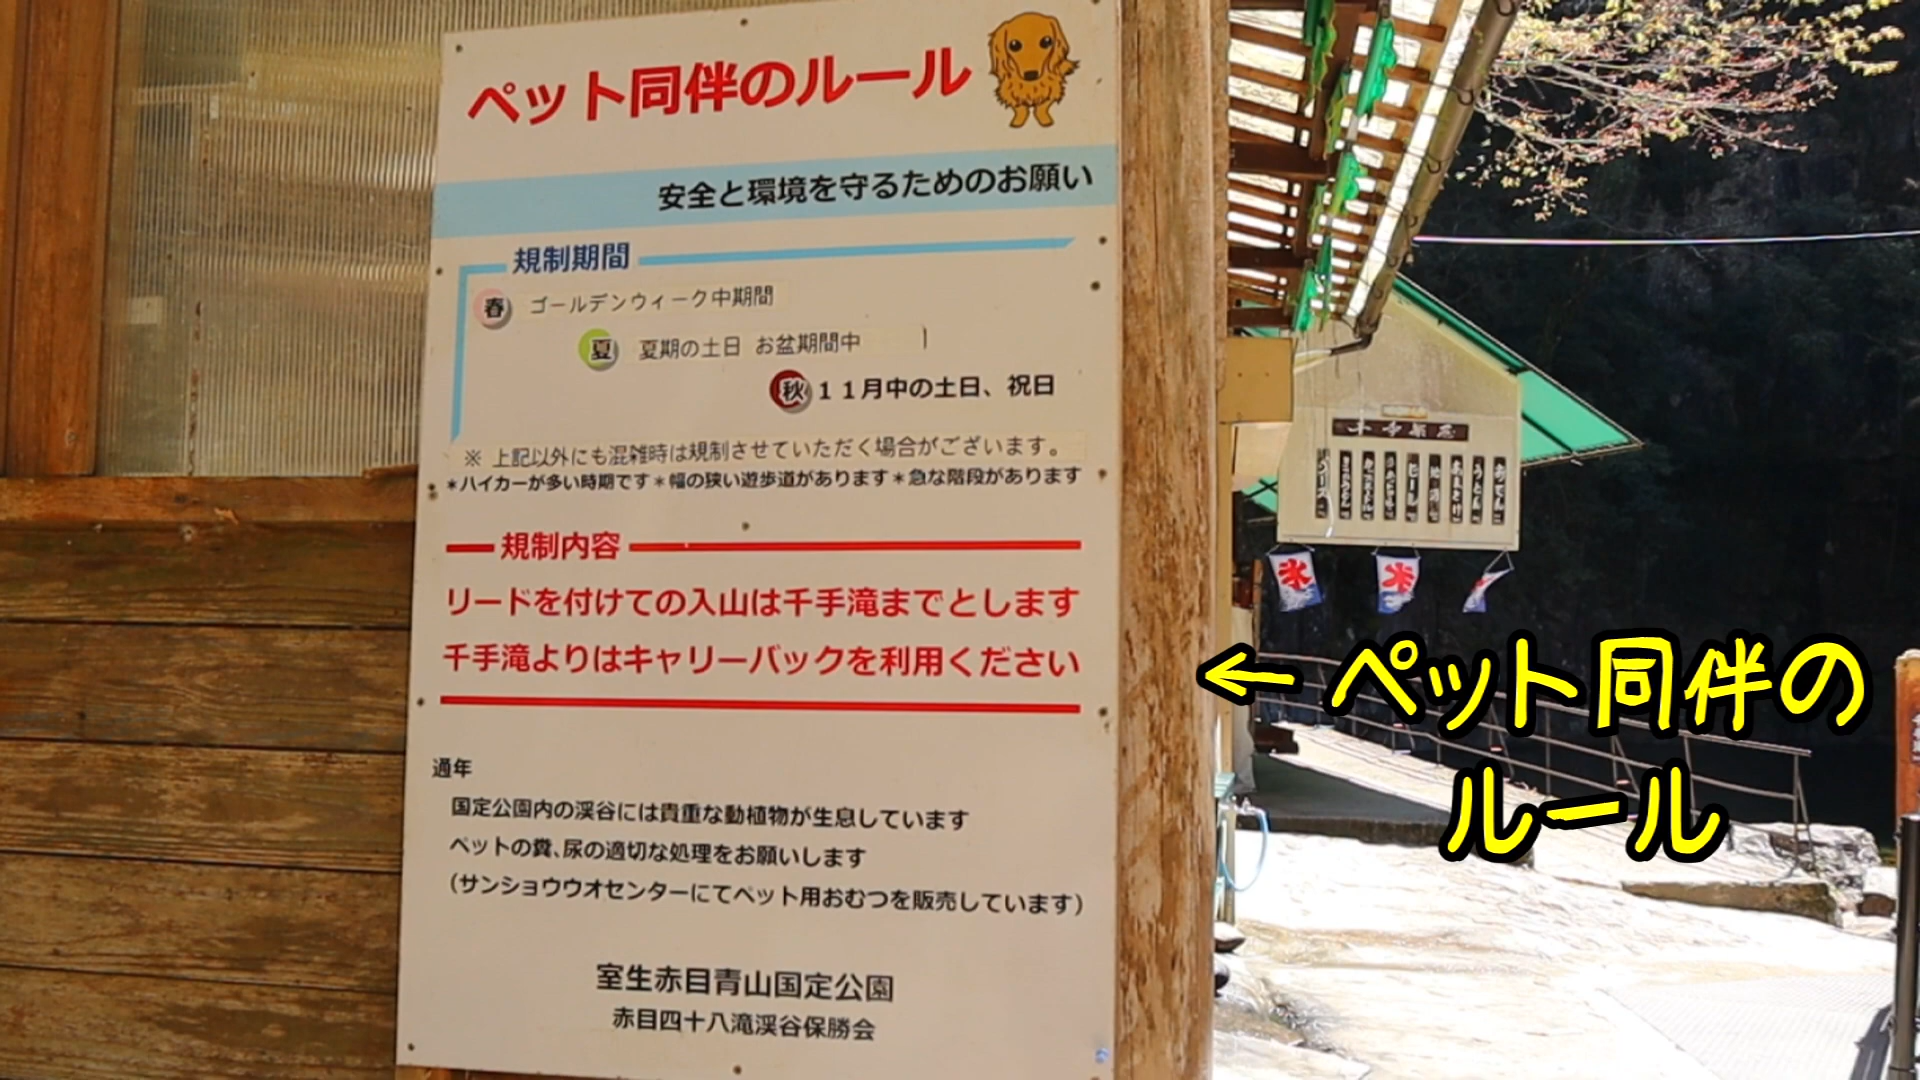 ペット同伴のルール
安全と環境を守るためのお願い
規制期間
春 ゴールデンウィーク中期間
夏 夏期の土日 お盆期間中
秋 11月中の土日、祝日
※ 上記以外にも混雑時は規制させていただく場合がございます。
*ハイカーが多い時期です*幅の狭い遊歩道があります*急な階段があります
規制内容
リードを付けての入山は千手滝までとします
千手滝よりはキャリーバックを利用ください
過年
国定公園内の渓谷には貴重な動植物が生息しています
ペットの糞、尿の適切な処理をお願いします
(サンショウウオセンターにてペット用おむつを販売しています)
室生赤目青山国定公園
赤目四十八滝渓谷保勝会
氷
氷
←ペット同伴の
ルール